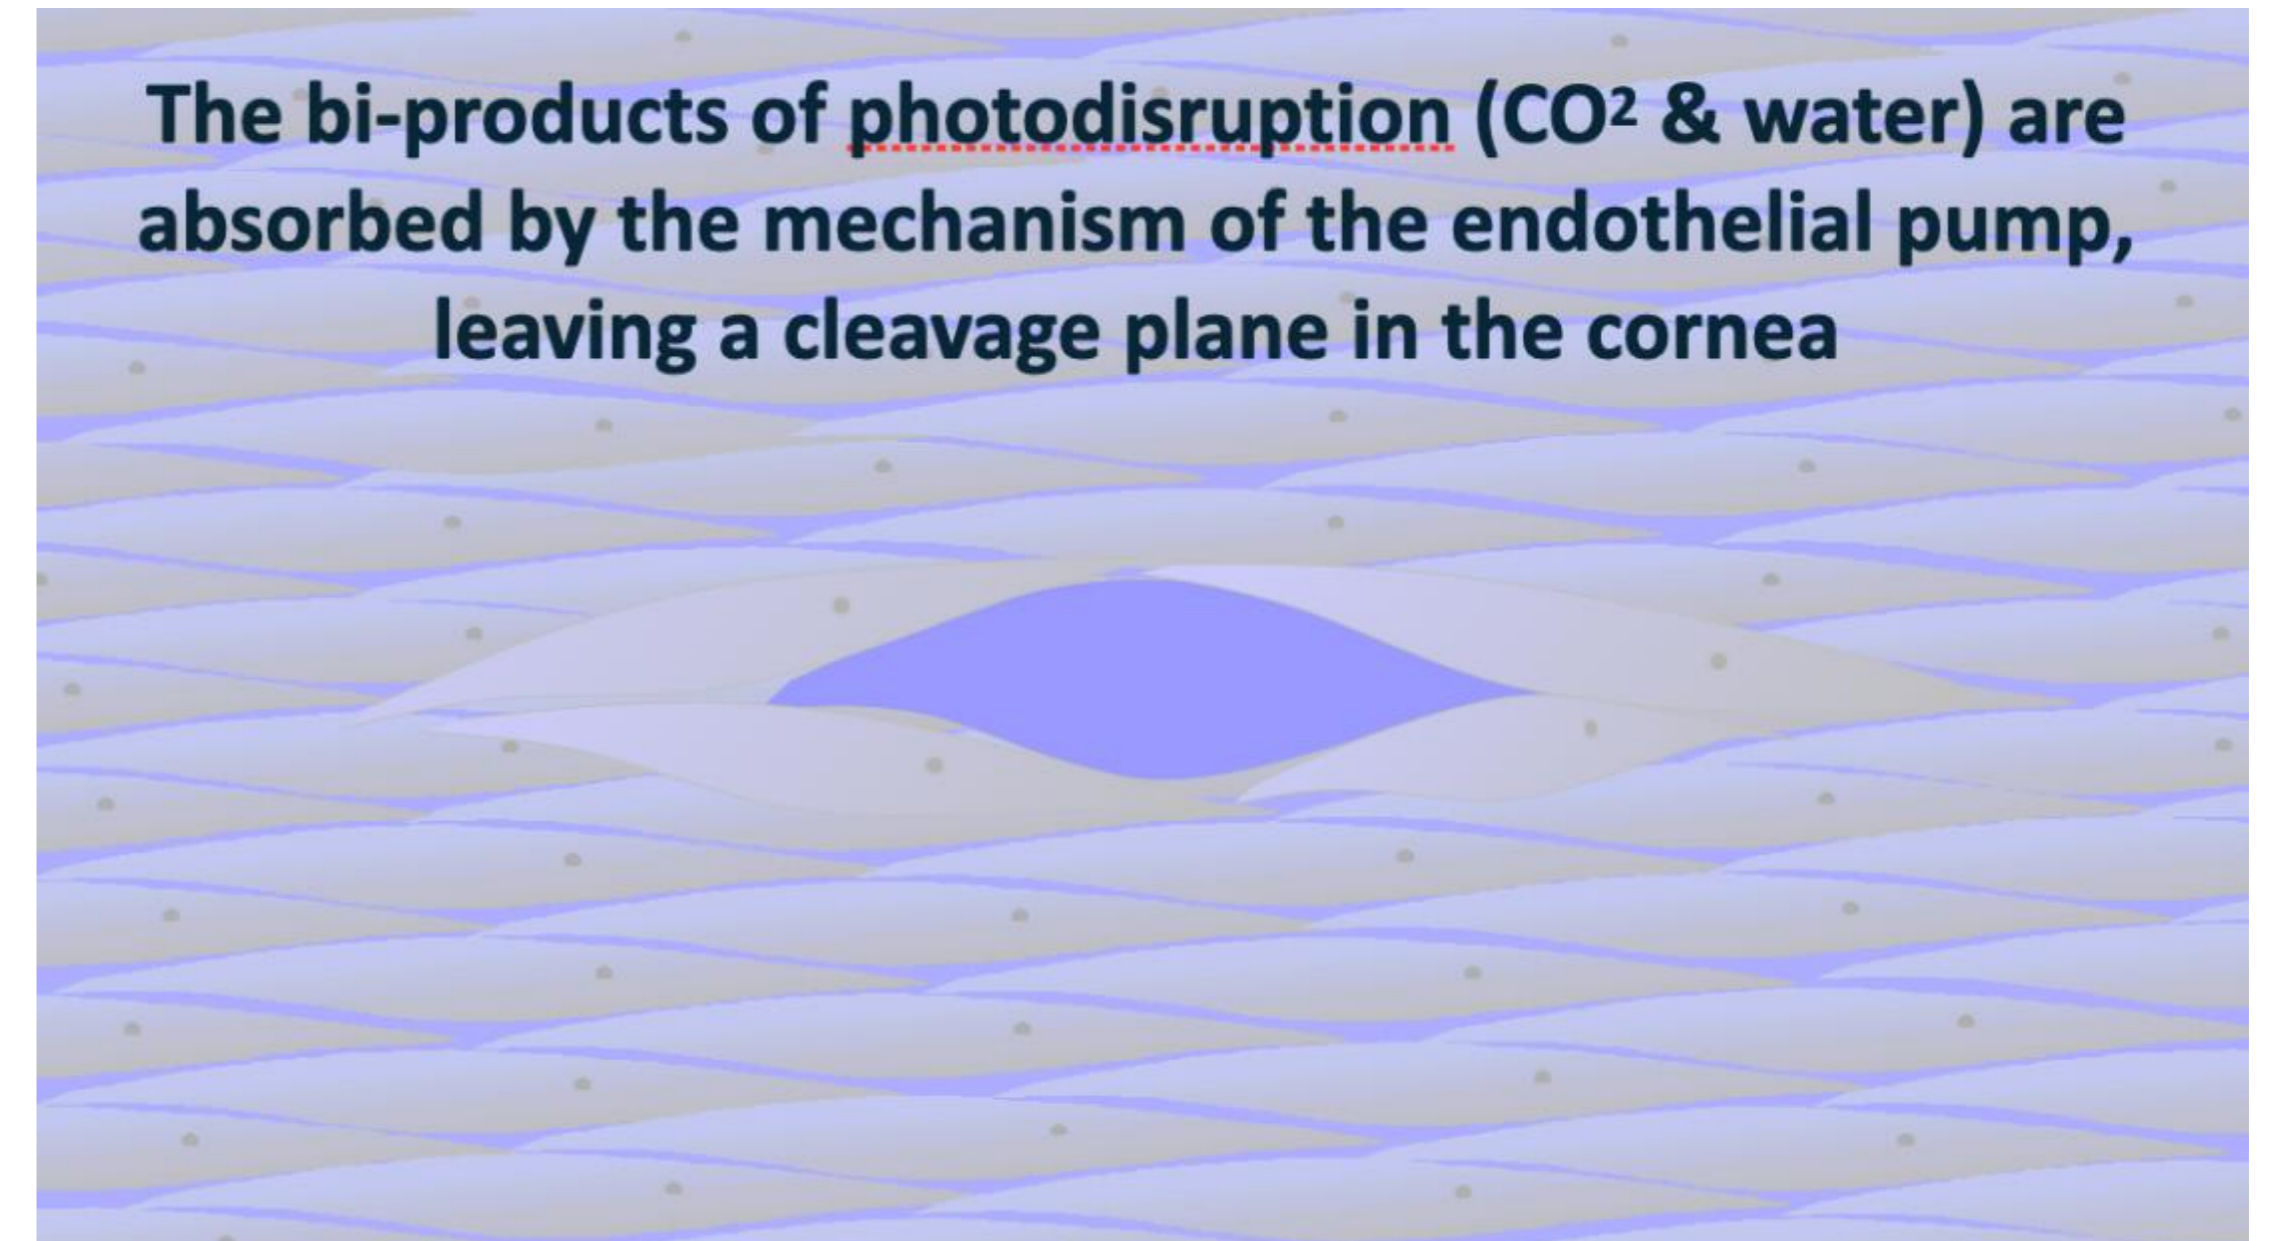 The bi-products of photodisruption (CO² & water) are
absorbed by the mechanism of the endothelial pump,
leaving a cleavage plane in the cornea